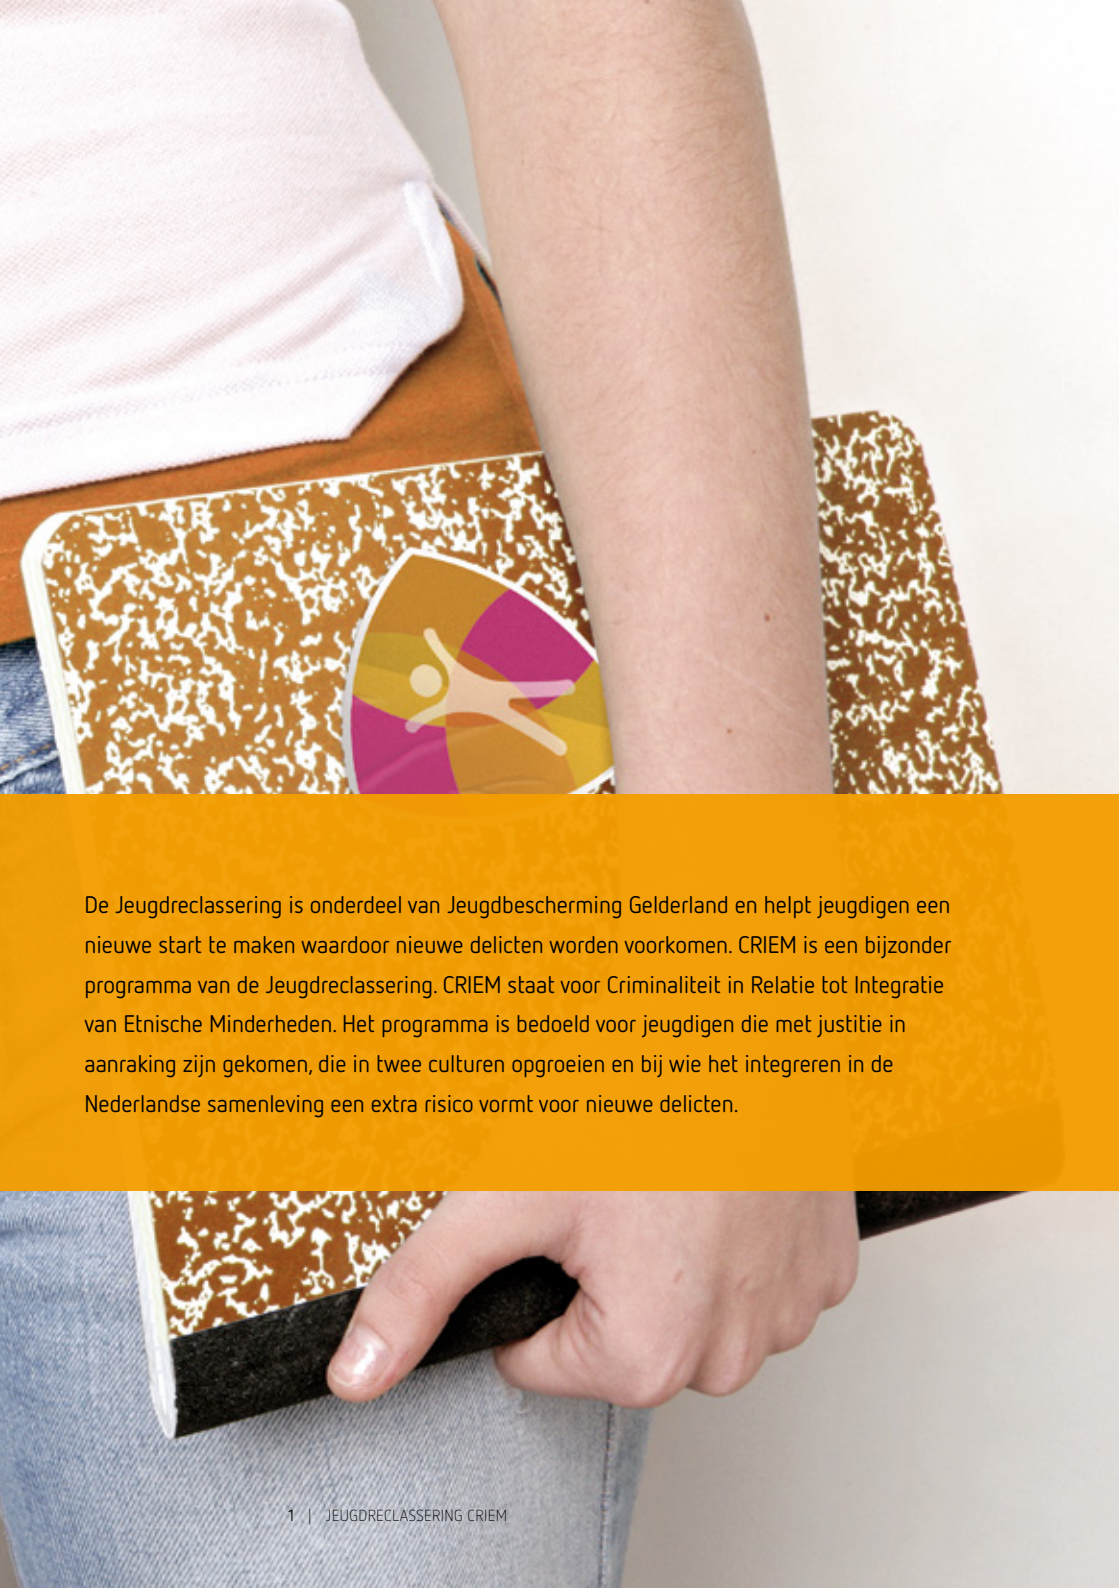 De Jeugdreclassering is onderdeel van Jeugdbescherming Gelderland en helpt jeugdigen een
nieuwe start te maken waardoor nieuwe delicten worden voorkomen. CRIEM is een bijzonder
programma van de Jeugdreclassering. CRIEM staat voor Criminaliteit in Relatie tot Integratie
van Etnische Minderheden. Het programma is bedoeld voor jeugdigen die met justitie in
aanraking zijn gekomen, die in twee culturen opgroeien en bij wie het integreren in de
Nederlandse samenleving een extra risico vormt voor nieuwe delicten.
1 | JEUGDRECLASSERING CRIEM